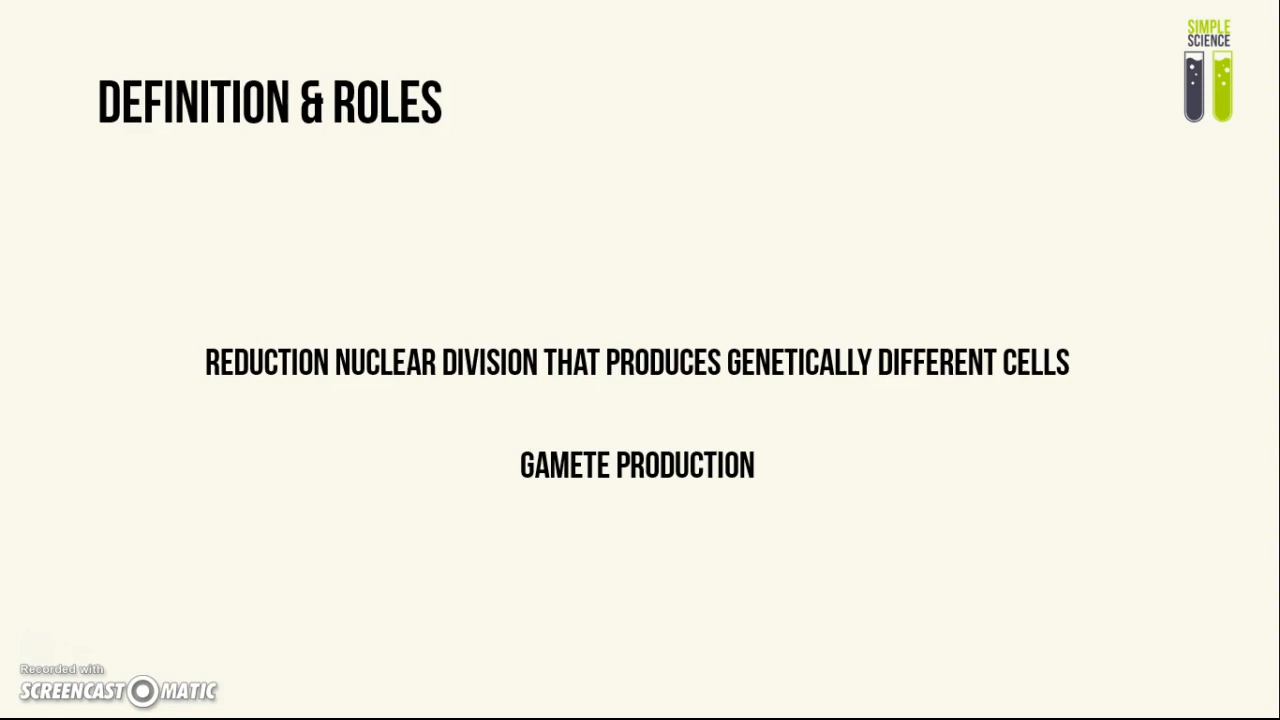 SIMPLE
SCIENCE
DEFINITION & ROLES
REDUCTION NUCLEAR DIVISION THAT PRODUCES GENETICALLY DIFFERENT CELLS
GAMETE PRODUCTION
Recorded with
SCREENCAST MATIC